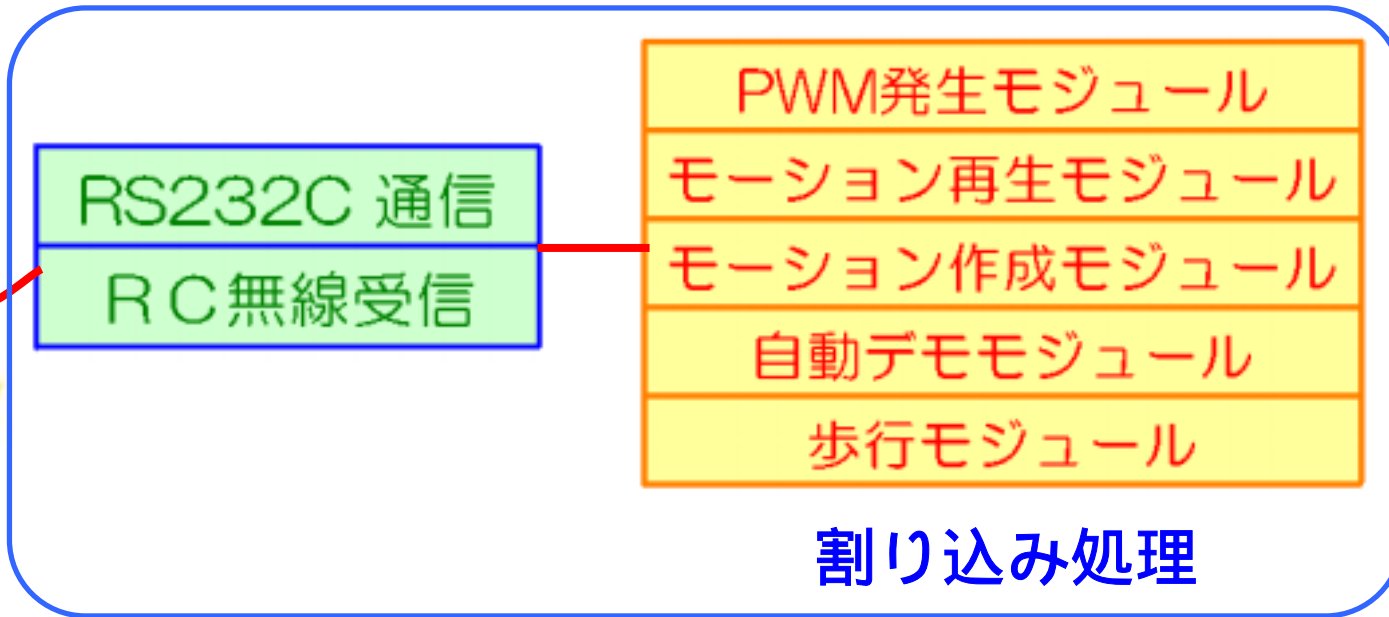 RS232C 通信
ＲＣ無線受信
PWM発生モジュール
モーション再生モジュール
モーション作成モジュール
自動デモモジュール
歩行モジュール
割り込み処理